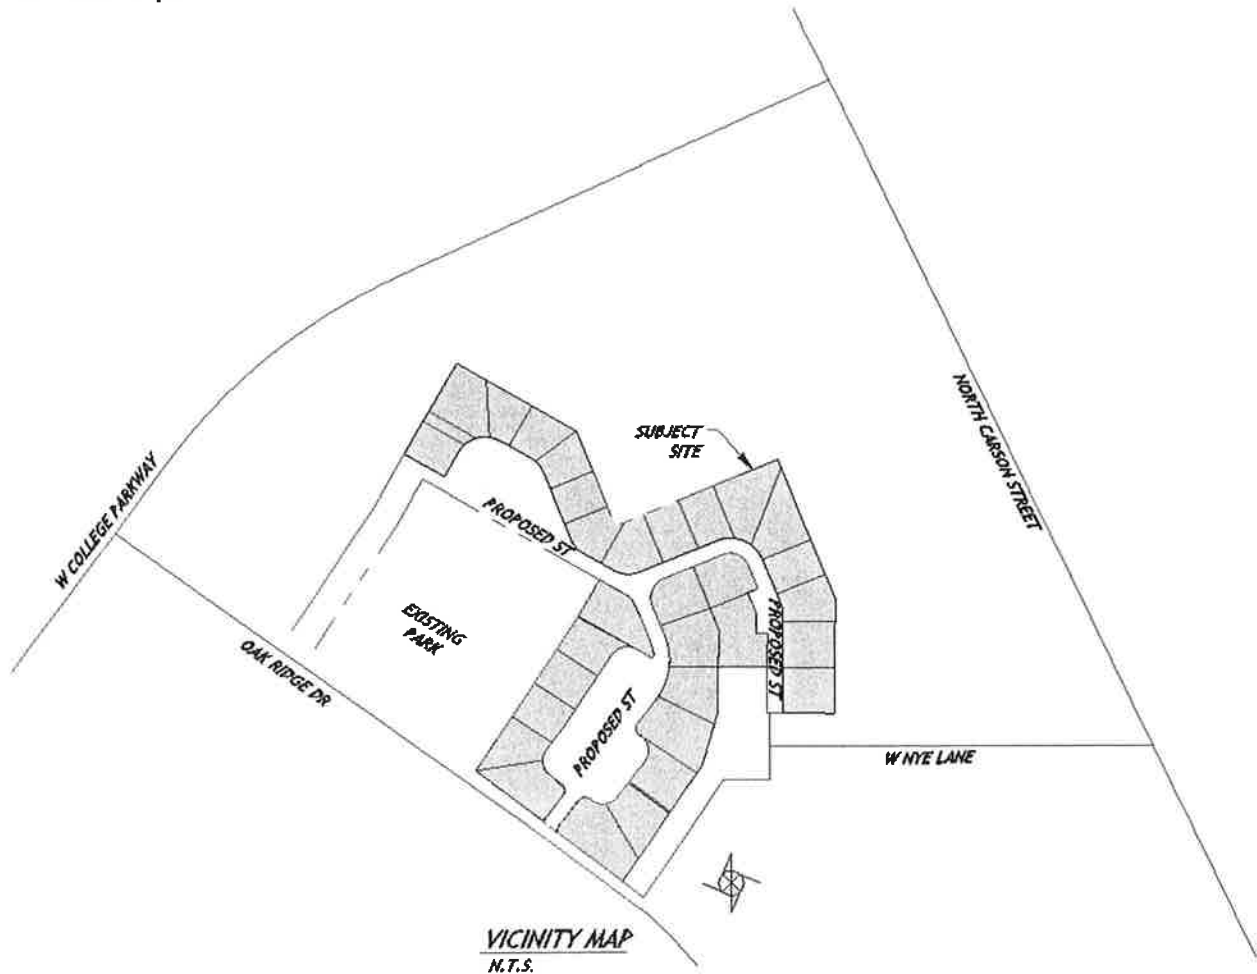 NORTH CARSON STREET
SUBJECT
SITE
W COLLEGE PARKWAY
PROPOSED ST
EXISTING
PARK
OAK RIDGE DR
PROPOSED ST
PROPOSED ST
W NYE LANE
VICINITY MAP
N.T.S.